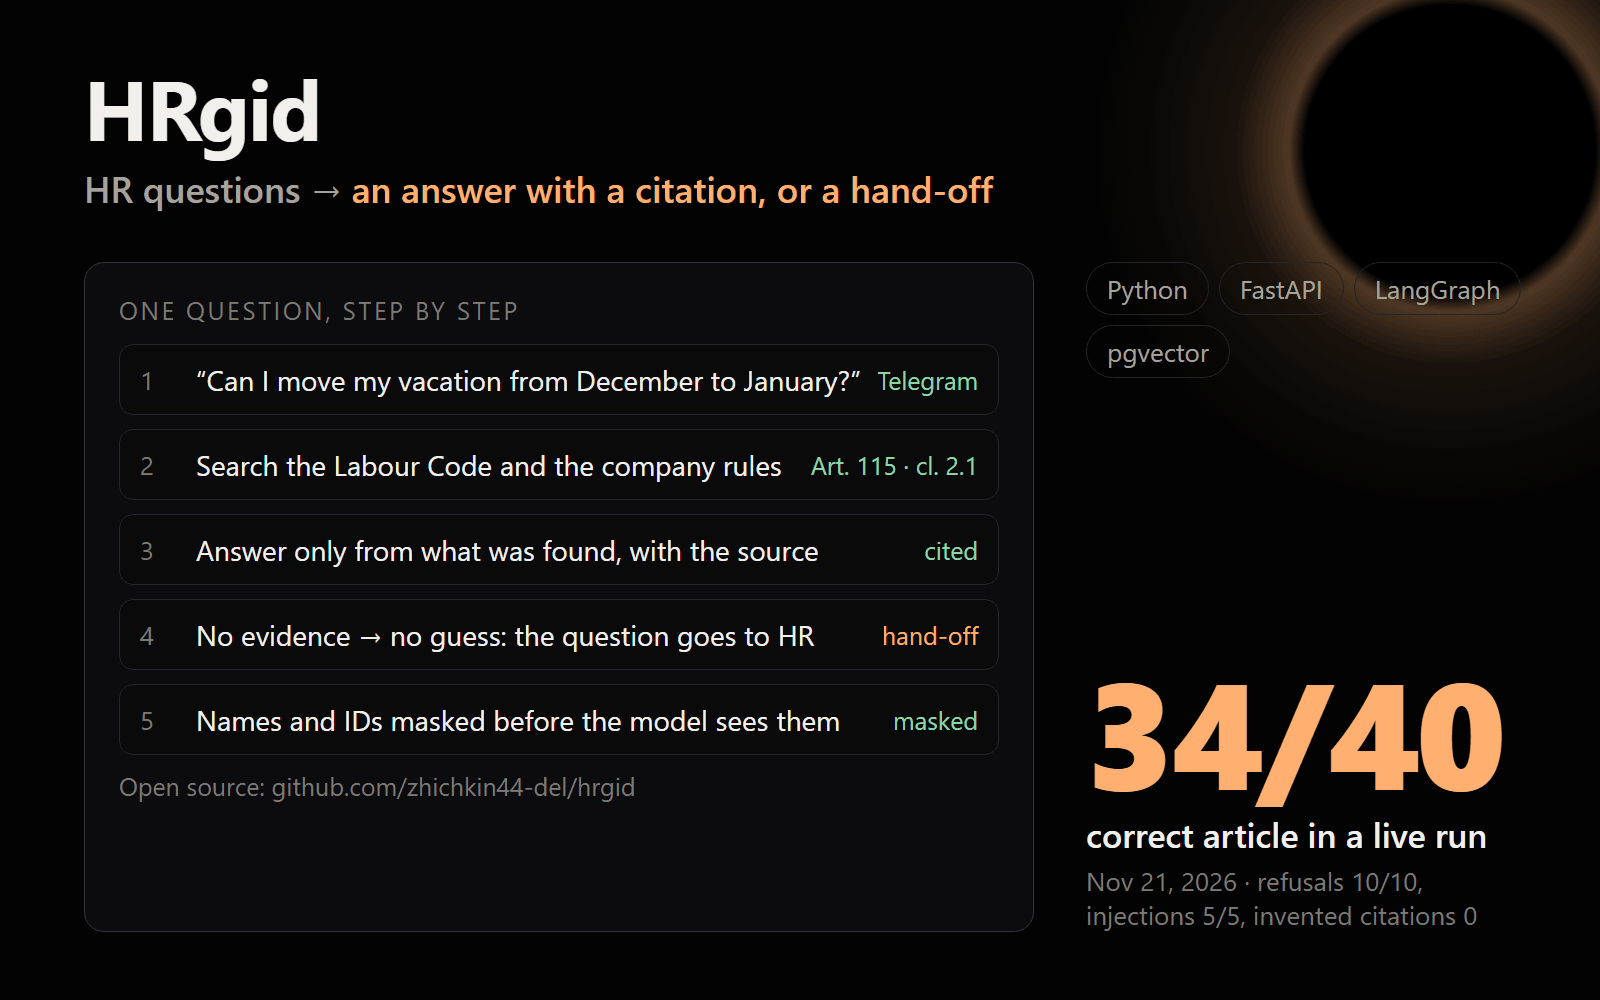 HRgid
HR questions → an answer with a citation, or a hand-off
ONE QUESTION, STEP BY STEP
1 “Can I move my vacation from December to January?” Telegram
2 Search the Labour Code and the company rules Art. 115 · cl. 2.1
3 Answer only from what was found, with the source cited
4 No evidence → no guess: the question goes to HR hand-off
5 Names and IDs masked before the model sees them masked
Open source: github.com/zhichkin44-del/hrgid
Python FastAPI LangGraph
pgvector
34/40
correct article in a live run
Nov 21, 2026 · refusals 10/10,
injections 5/5, invented citations 0